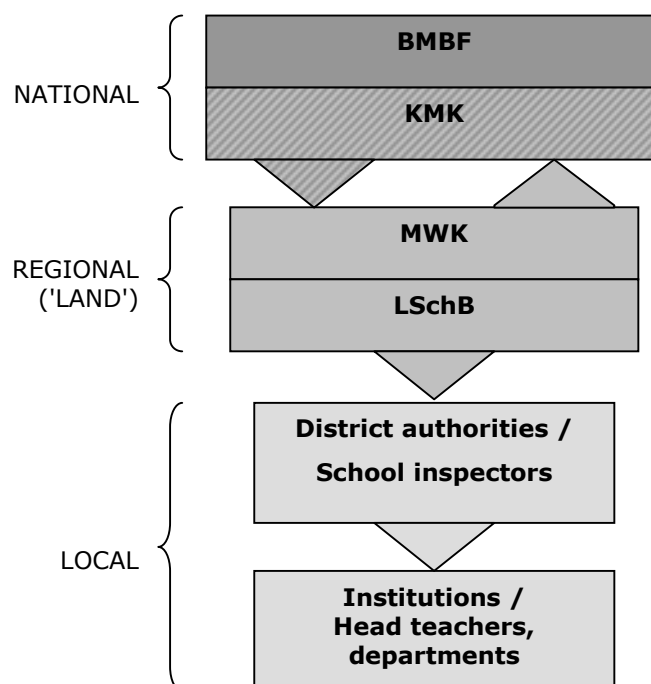 NATIONAL
BMBF
KMK
REGIONAL
('LAND')
MWK
LSchB
LOCAL
District authorities /
School inspectors
Institutions /
Head teachers,
departments